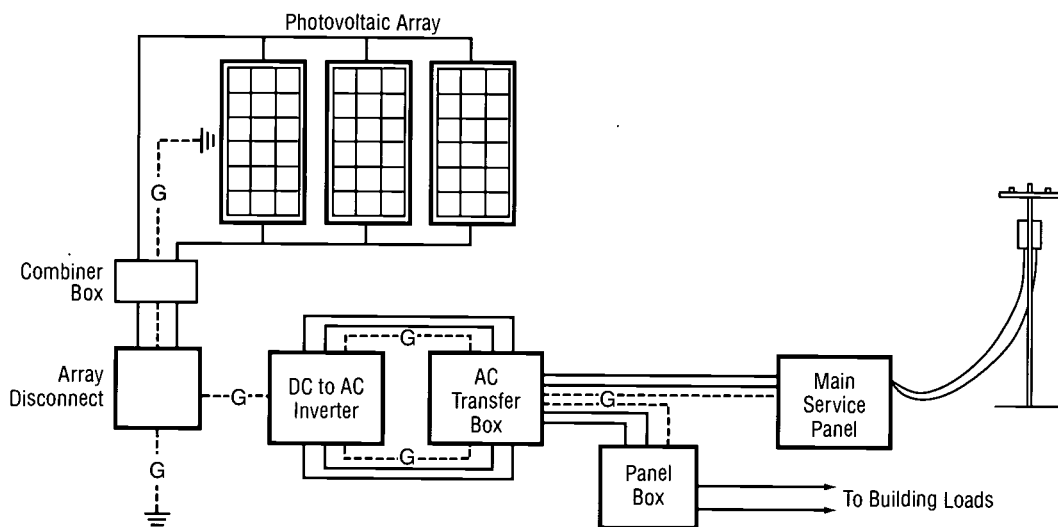 Photovoltaic Array
G
Combiner
Box
Array
Disconnect
G
G
DC to AC
Inverter
G
G
AC
Transfer
Box
G
Main
Service
Panel
Panel
Box
To Building Loads